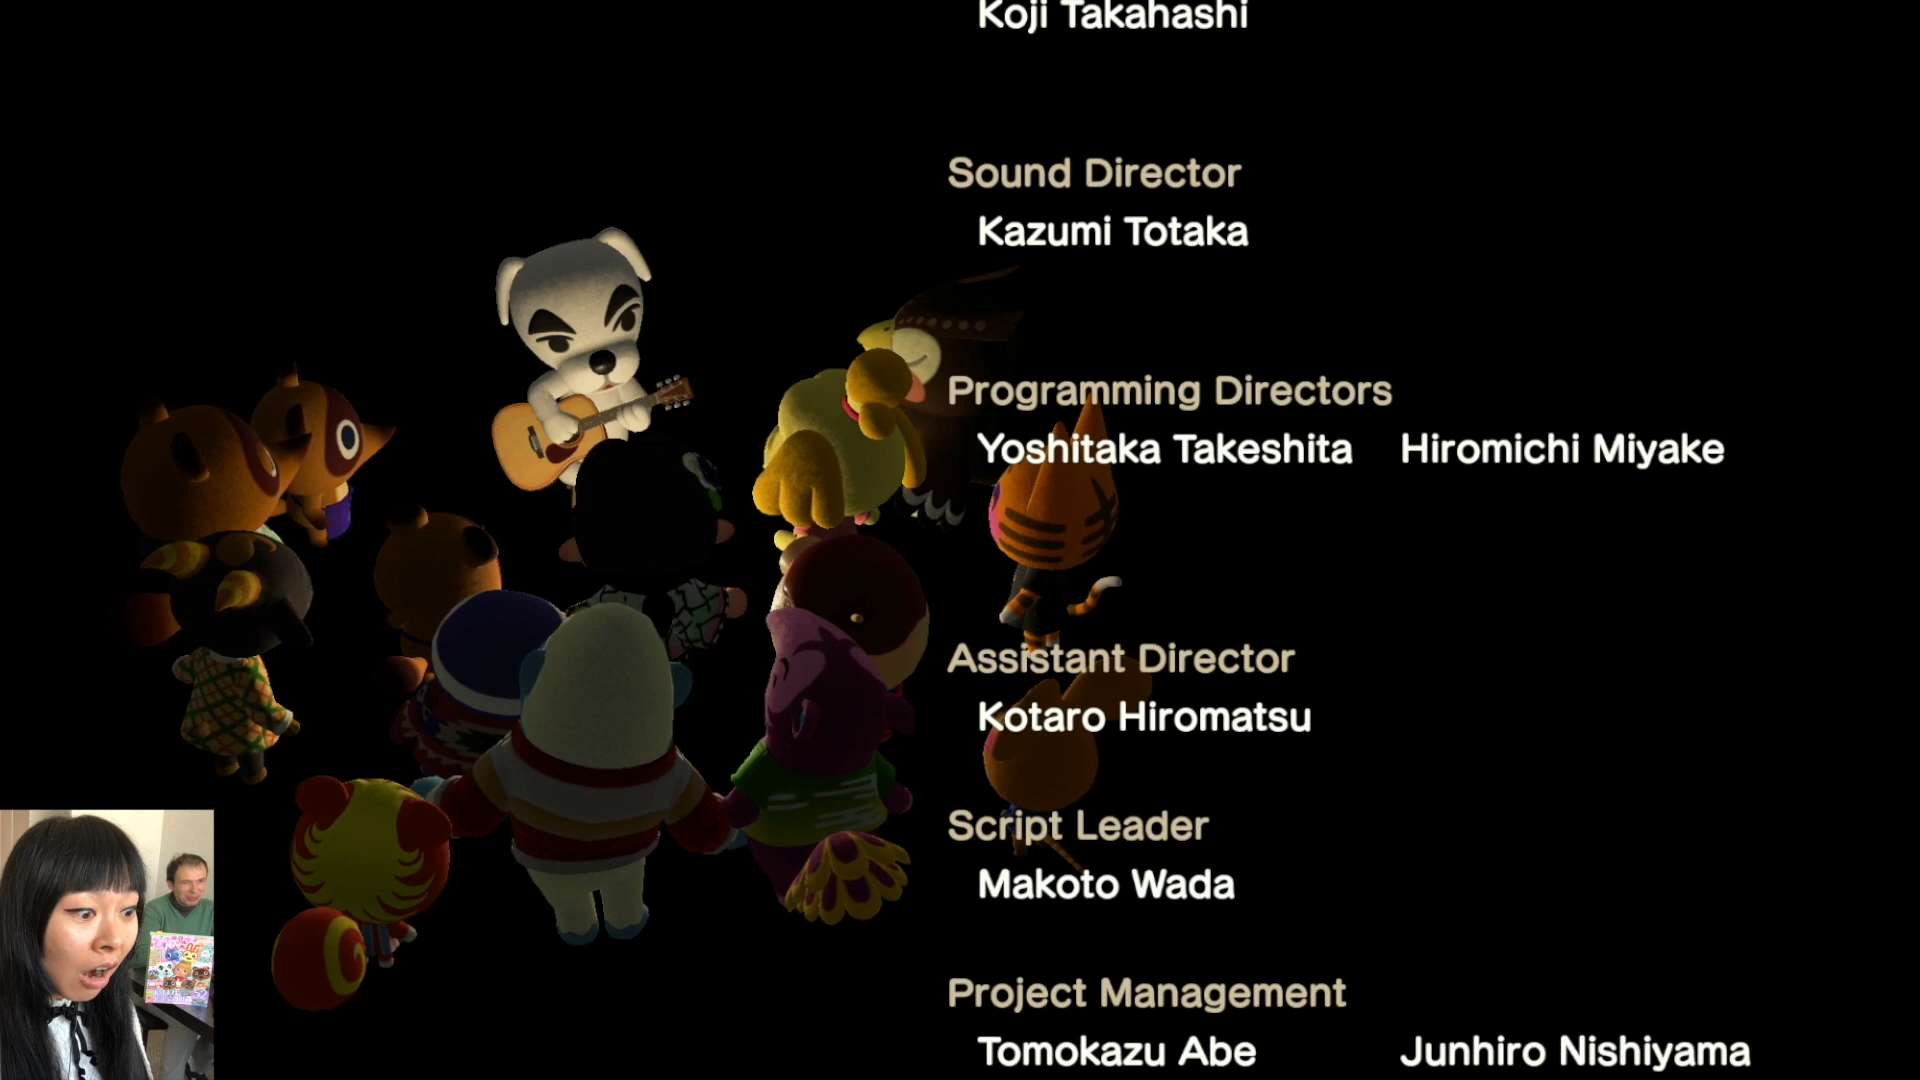 Koji Takahashi
Sound Director
Kazumi Totaka
Programming Directors
Yoshitaka Takeshita Hiromichi Miyake
Assistant Director
Kotaro Hiromatsu
Script Leader
Makoto Wada
Project Management
Tomokazu Abe Junhiro Nishiyama